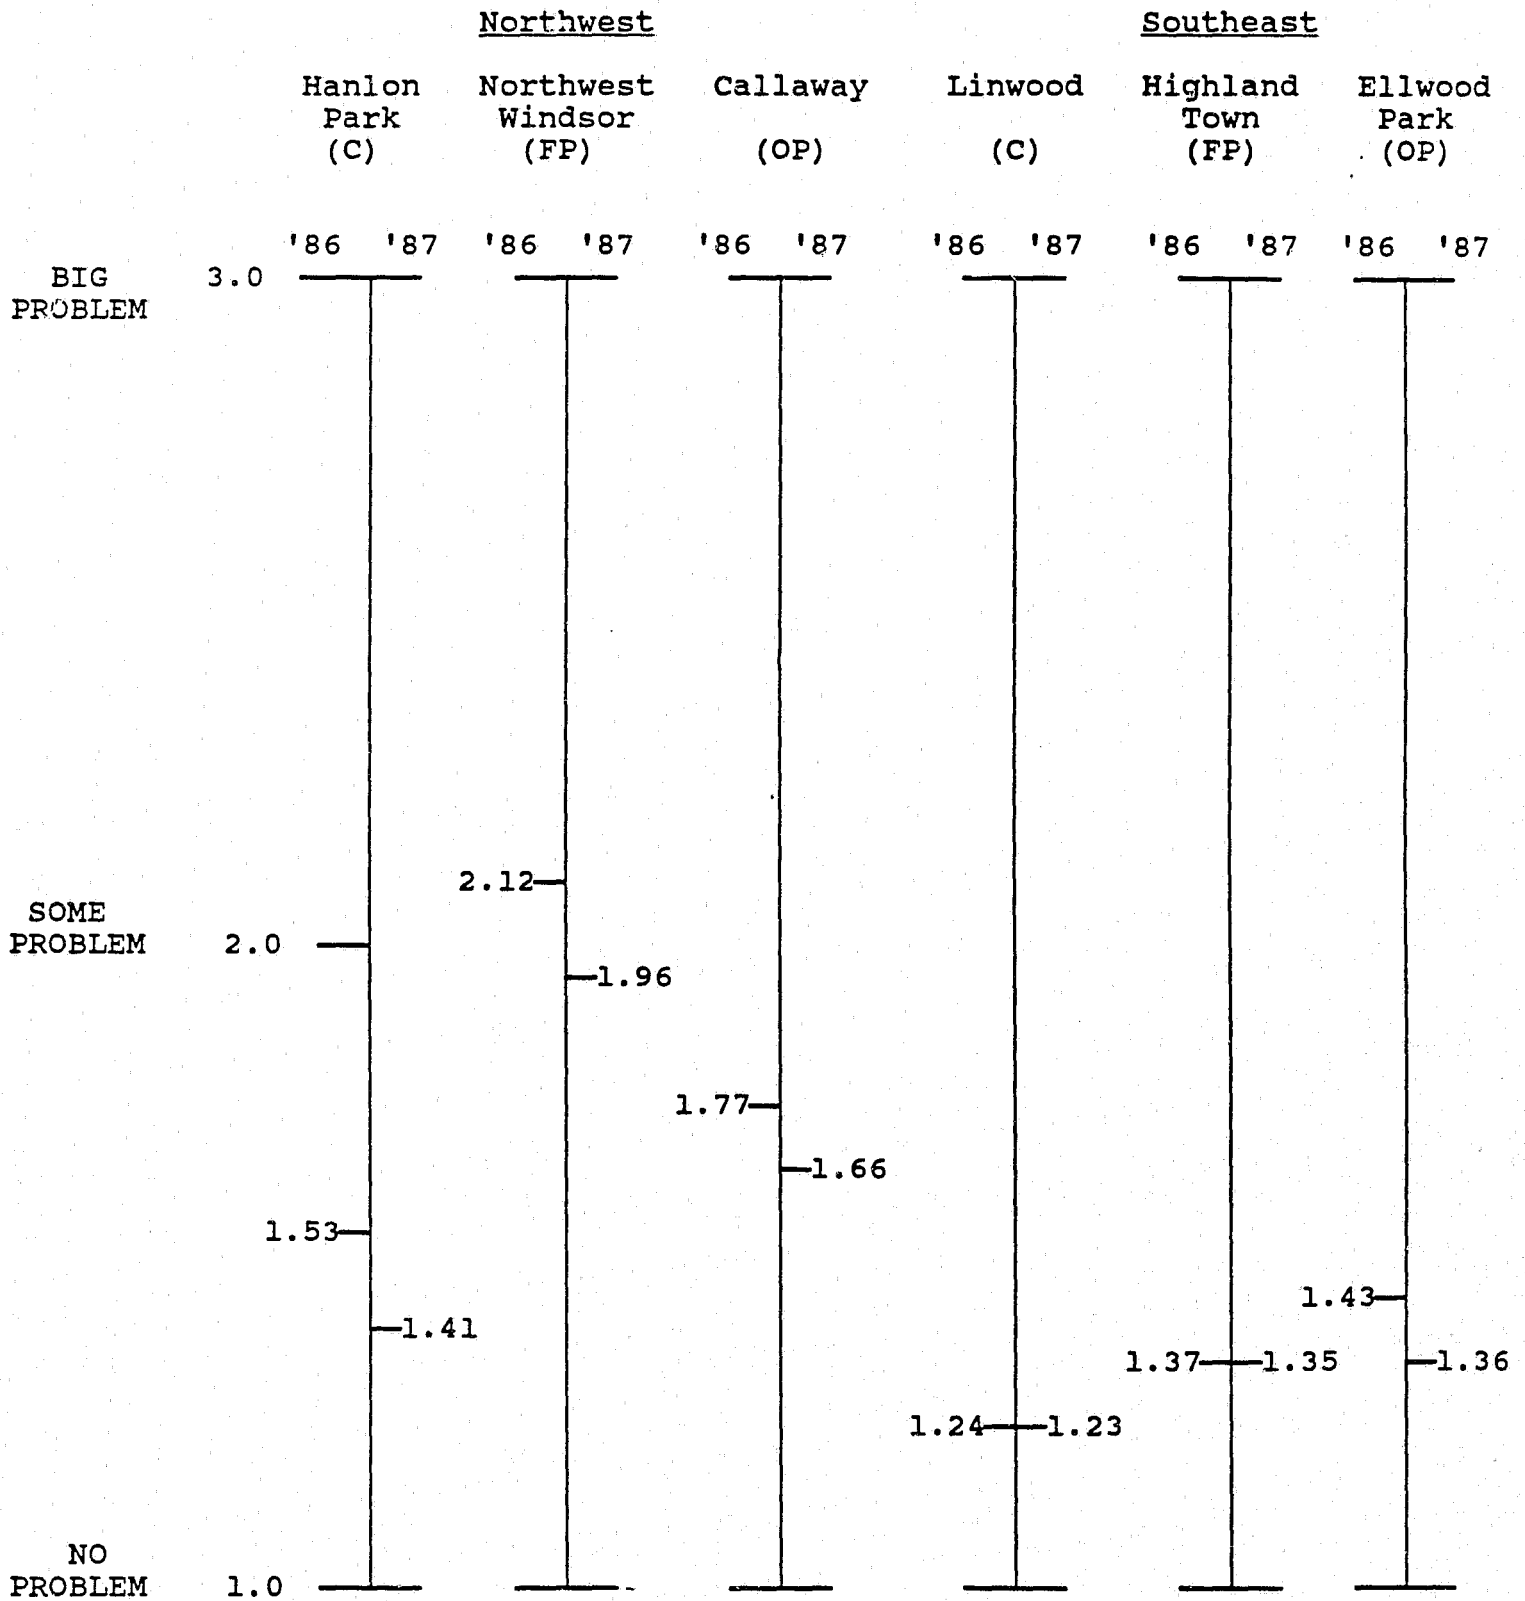 Northwest Southeast
Hanlon Northwest Callaway Linwood Highland Ellwood
Park Windsor Town Park
(C) (FP) (OP) (C) (FP) (OP)
'86 '87 '86 '87 '86 '87 '86 '87 '86 '87 '86 '87
BIG 3.0
PROBLEM
2.12
SOME
PROBLEM 2.0
1.96
1.77
1.66
1.53
1.43
1.41
1.37 1.35 1.36
1.24 1.23
NO
PROBLEM 1.0